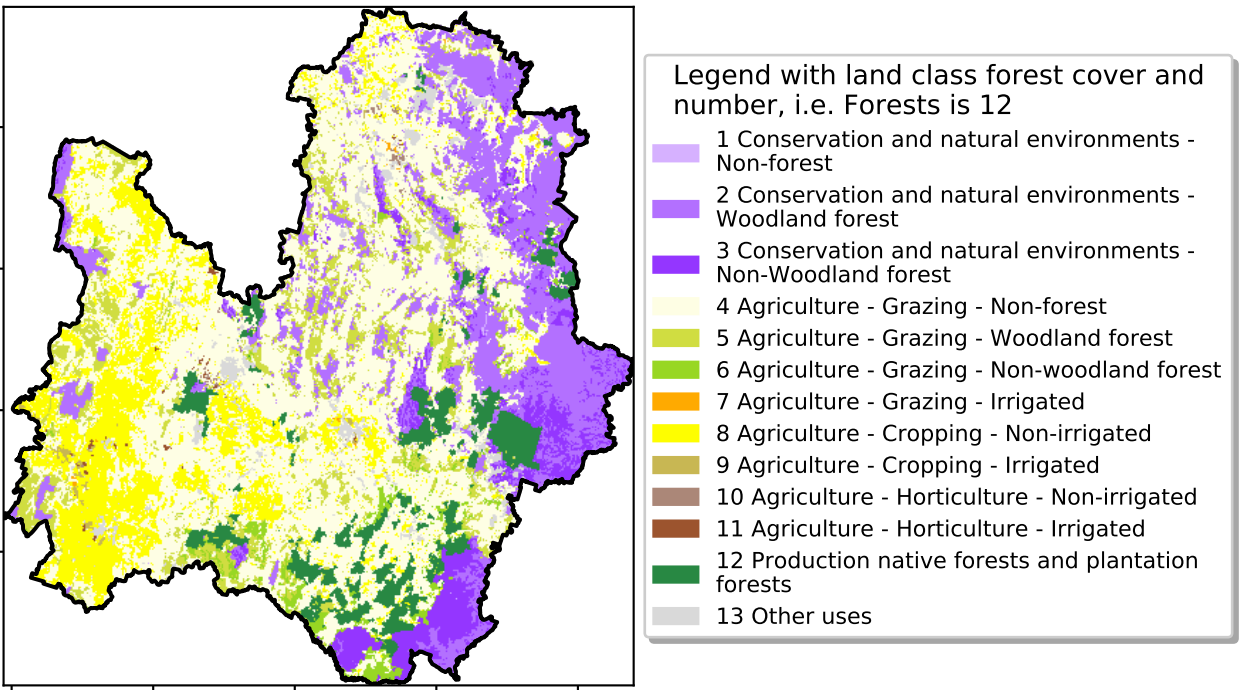 Legend with land class forest cover and
number, i.e. Forests is 12
1 Conservation and natural environments -
Non-forest
2 Conservation and natural environments -
Woodland forest
3 Conservation and natural environments -
Non-Woodland forest
4 Agriculture - Grazing - Non-forest
5 Agriculture - Grazing - Woodland forest
6 Agriculture - Grazing - Non-woodland forest
7 Agriculture - Grazing - Irrigated
8 Agriculture - Cropping - Non-irrigated
9 Agriculture - Cropping - Irrigated
10 Agriculture - Horticulture - Non-irrigated
11 Agriculture - Horticulture - Irrigated
12 Production native forests and plantation
forests
13 Other uses